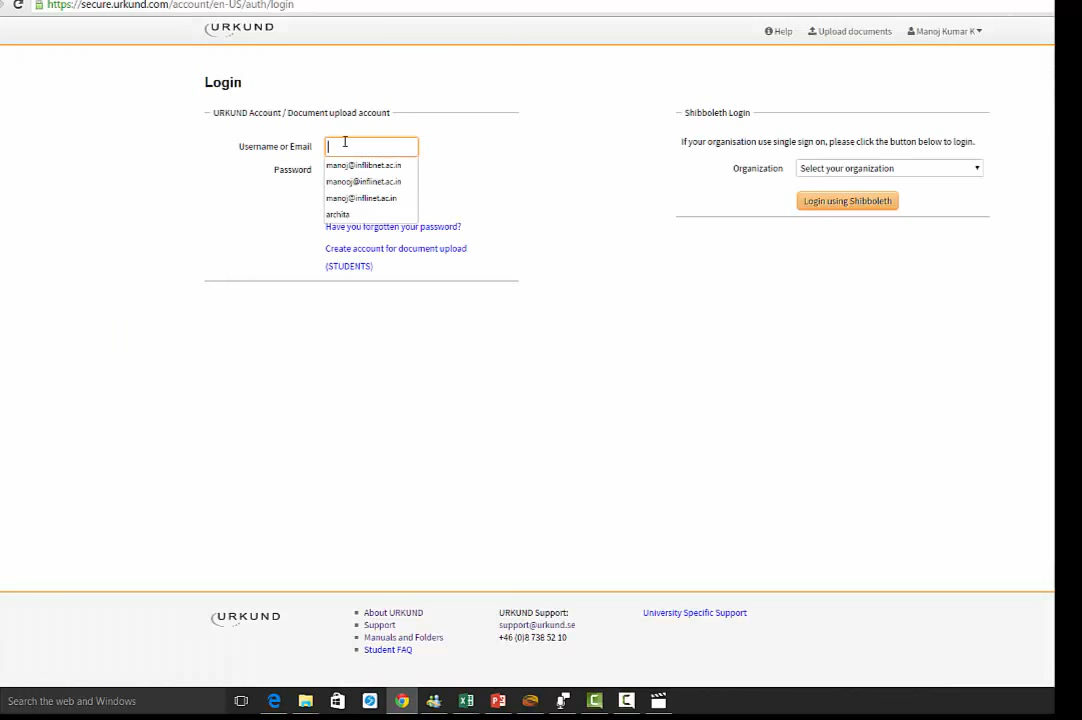 https://secure.urkund.com/account/en-US/auth/login
URKUND
Help Upload documents Manoj Kumar K
Login
URKUND Account / Document upload account
Username or Email
manoj@inflibnet.ac.in
manooj@inflinet.ac.in
manoj@inflinet.ac.in
archita
Password
Have you forgotten your password?
Create account for document upload
(STUDENTS)
Shibboleth Login
If your organisation use single sign on, please click the button below to login.
Organization Select your organization
Login using Shibboleth
URKUND
About URKUND
Support
Manuals and Folders
Student FAQ
URKUND Support:
support@urkund.se
+46 (0)8 738 52 10
University Specific Support
Search the web and Windows